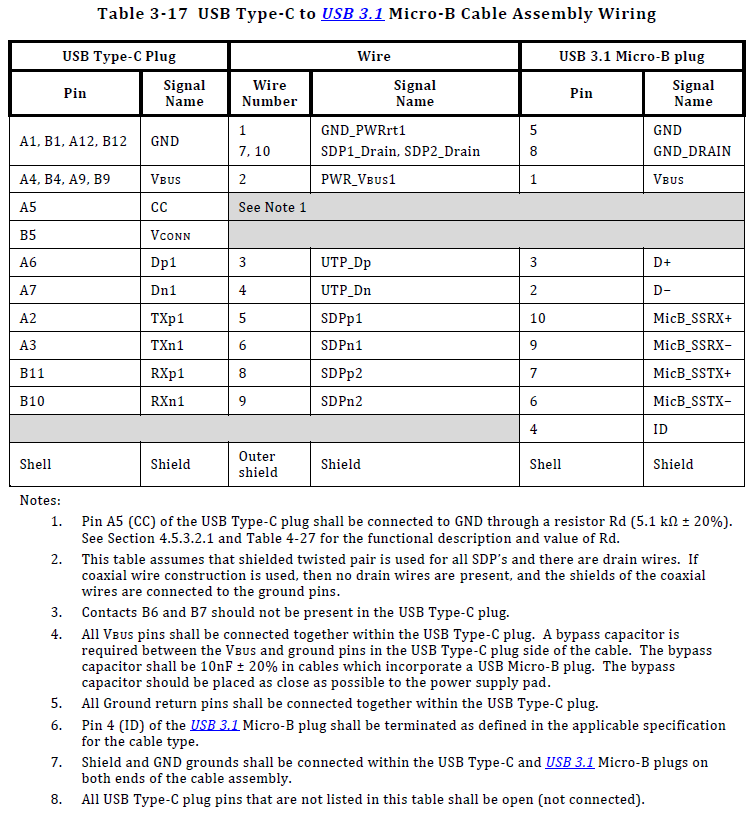 Table 3-17 USB Type-C to USB 3.1 Micro-B Cable Assembly Wiring
USB Type-C Plug Wire USB 3.1 Micro-B plug
Pin Signal Name Wire Number Signal Name Pin Signal Name
A1, B1, A12, B12 GND 1 GND_PWRrt1 5 GND
7, 10 SDP1_Drain, SDP2_Drain 8 GND_DRAIN
A4, B4, A9, B9 VBUS 2 PWR_VBUS1 1 VBUS
A5 CC See Note 1
B5 VCONN
A6 Dp1 3 UTP_Dp 3 D+
A7 Dn1 4 UTP_Dn 2 D−
A2 TXp1 5 SDPp1 10 MicB_SSRX+
A3 TXn1 6 SDPn1 9 MicB_SSRX−
B11 RXp1 8 SDPp2 7 MicB_SSTX+
B10 RXn1 9 SDPn2 6 MicB_SSTX−
4 ID
Shell Shield Outer shield Shield Shell Shield
Notes:
1. Pin A5 (CC) of the USB Type-C plug shall be connected to GND through a resistor Rd (5.1 kΩ ± 20%).
See Section 4.5.3.2.1 and Table 4-27 for the functional description and value of Rd.
2. This table assumes that shielded twisted pair is used for all SDP's and there are drain wires. If
coaxial wire construction is used, then no drain wires are present, and the shields of the coaxial
wires are connected to the ground pins.
3. Contacts B6 and B7 should not be present in the USB Type-C plug.
4. All VBUS pins shall be connected together within the USB Type-C plug. A bypass capacitor is
required between the VBUS and ground pins in the USB Type-C plug side of the cable. The bypass
capacitor shall be 10nF ± 20% in cables which incorporate a USB Micro-B plug. The bypass
capacitor should be placed as close as possible to the power supply pad.
5. All Ground return pins shall be connected together within the USB Type-C plug.
6. Pin 4 (ID) of the USB 3.1 Micro-B plug shall be terminated as defined in the applicable specification
for the cable type.
7. Shield and GND grounds shall be connected within the USB Type-C and USB 3.1 Micro-B plugs on
both ends of the cable assembly.
8. All USB Type-C plug pins that are not listed in this table shall be open (not connected).